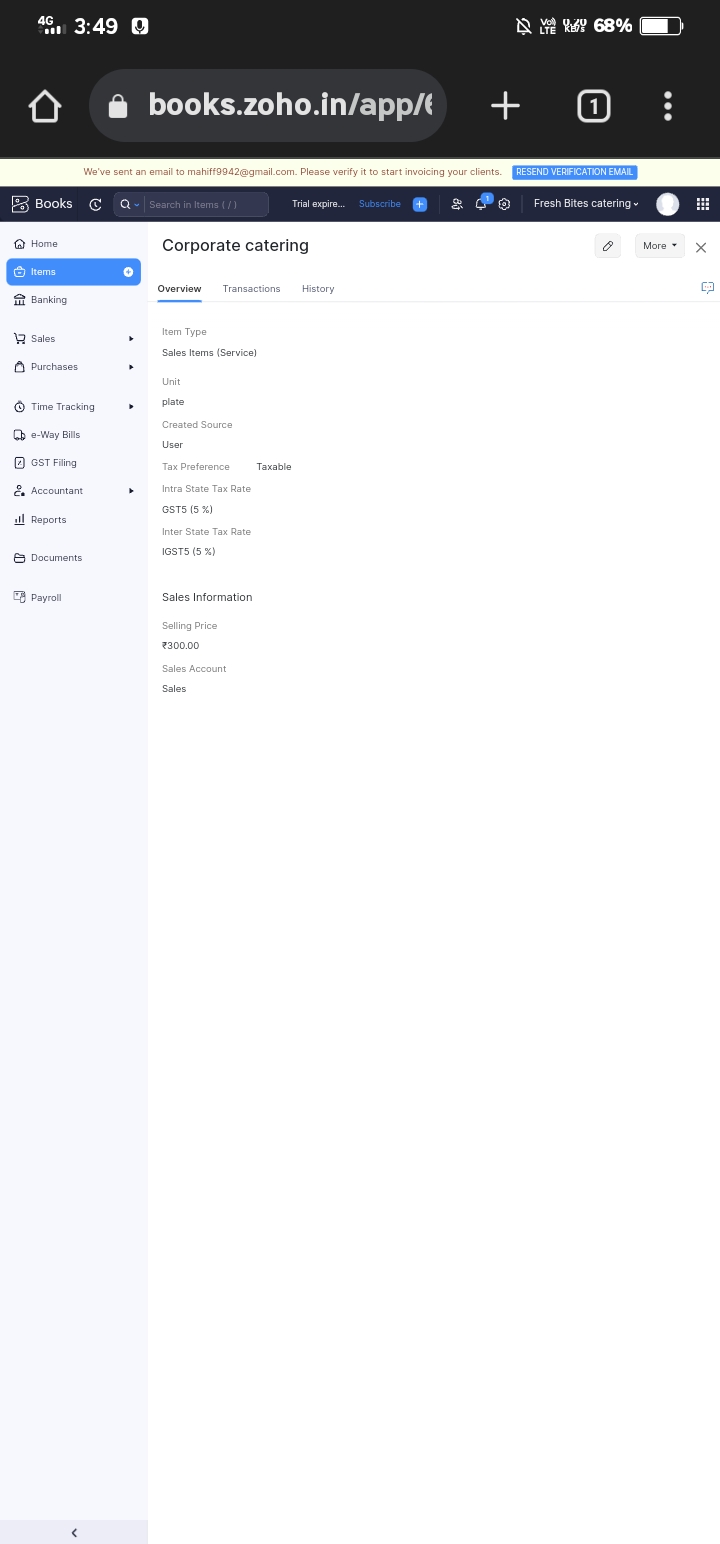 4G 3:49 Vo) LTE 0.20 KB/s 68%
books.zoho.in/app/6 1
We've sent an email to mahiff9942@gmail.com. Please verify it to start invoicing your clients. RESEND VERIFICATION EMAIL
Books Search in Items ( / ) Trial expire... Subscribe 1 Fresh Bites catering
Home
Items
Banking
Sales
Purchases
Time Tracking
e-Way Bills
GST Filing
Accountant
Reports
Documents
Payroll
Corporate catering More
Overview Transactions History
Item Type
Sales Items (Service)
Unit
plate
Created Source
User
Tax Preference Taxable
Intra State Tax Rate
GST5 (5 %)
Inter State Tax Rate
IGST5 (5 %)
Sales Information
Selling Price
₹300.00
Sales Account
Sales